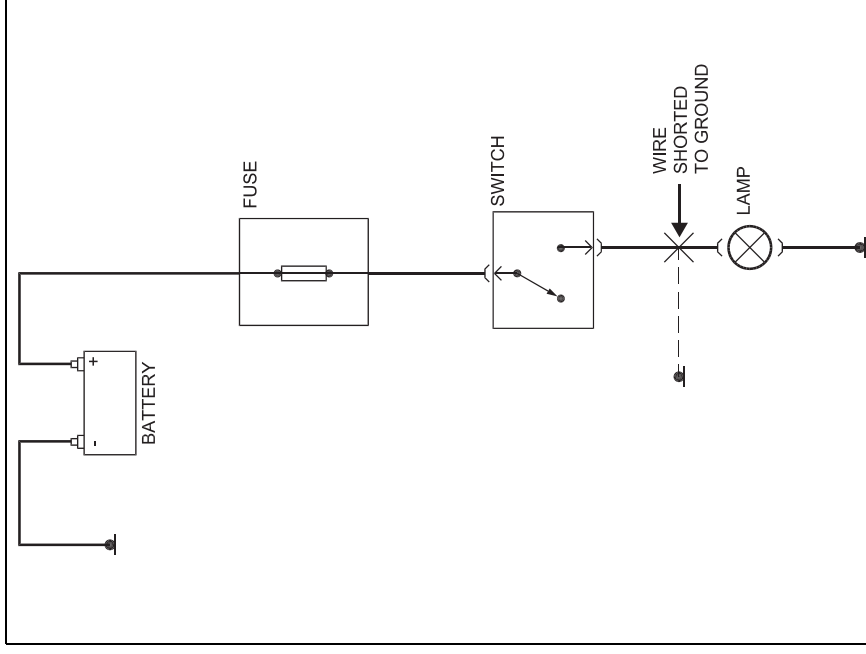 BATTERY
+
-
FUSE
SWITCH
WIRE
SHORTED
TO GROUND
LAMP